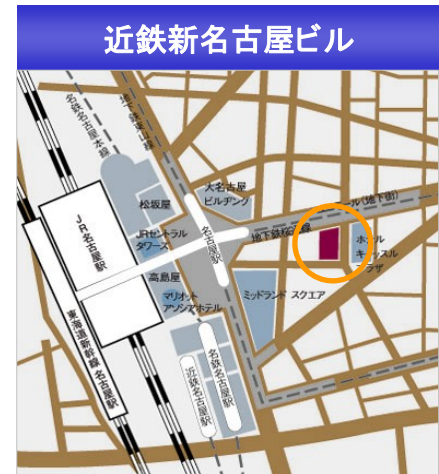 近鉄新名古屋ビル
名鉄名古屋本線
地下鉄東山線
大名古屋
ビルヂング
松坂屋
JRセントラル
タワーズ
JR名古屋駅
名古屋駅
地下鉄桜通線
ール(地下街)
ホテル
キャッスル
プラザ
高島屋
マリオット
アソシアホテル
ミッドランド スクエア
東海道新幹線名古屋駅
近鉄名古屋駅
名鉄名古屋駅